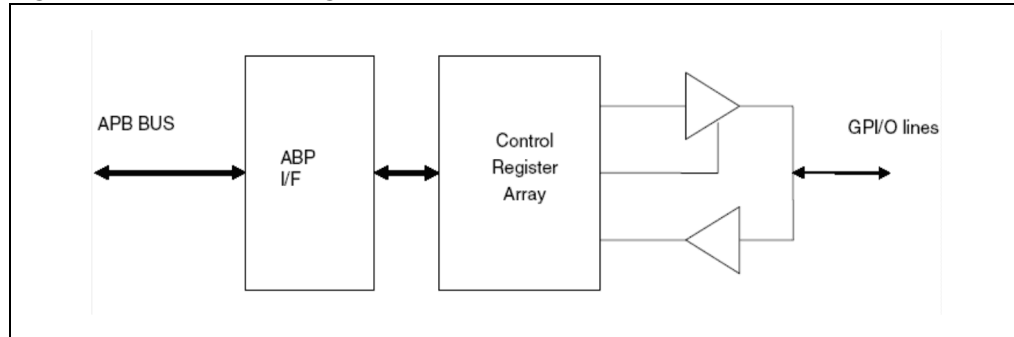 APB BUS
ABP
I/F
Control
Register
Array
GPI/O lines